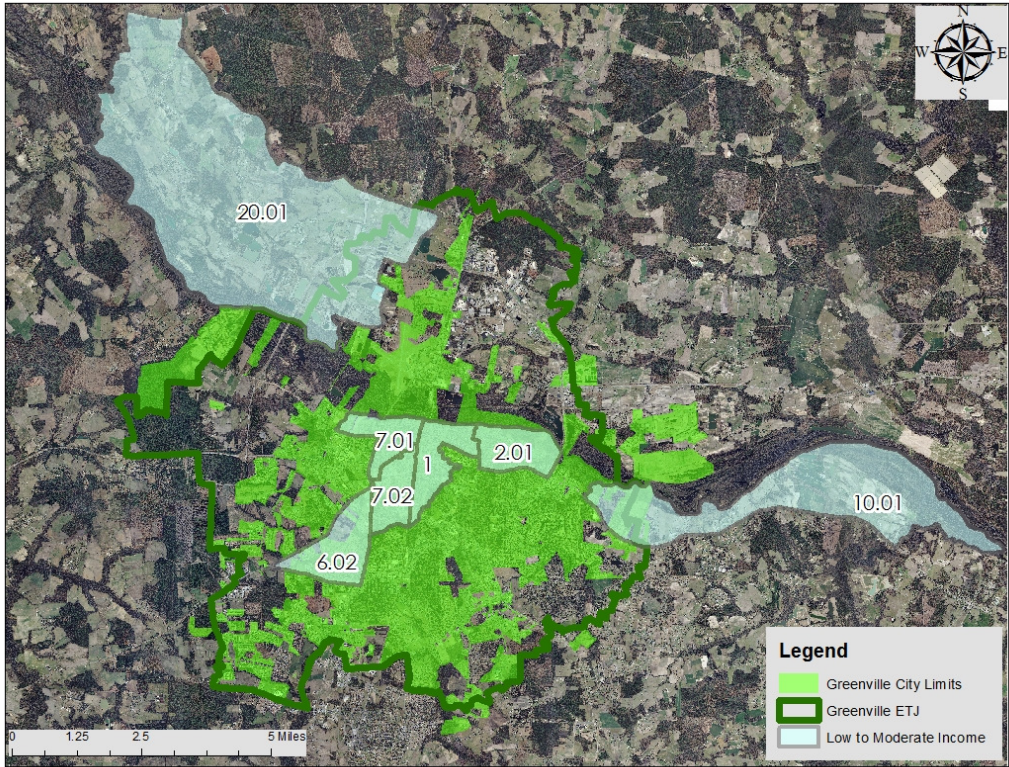 N
W E
S
20.01
7.01
1
2.01
7.02
10.01
6.02
Legend
Greenville City Limits
Greenville ETJ
Low to Moderate Income
0 1.25 2.5 5 Miles